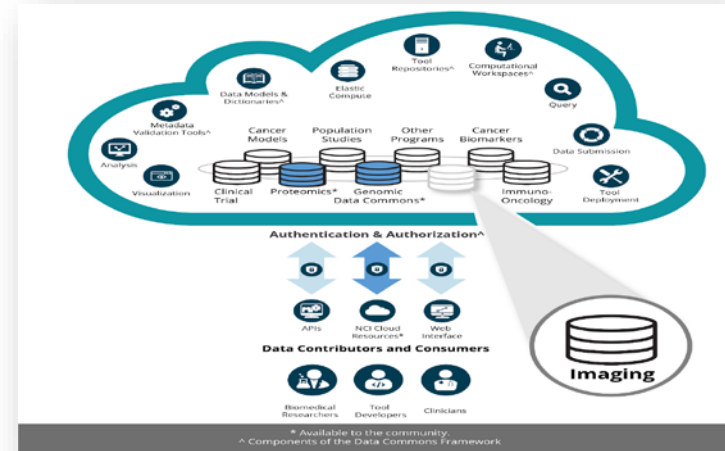 Tool
Repositories^
Computational
Workspaces^
Elastic
Compute
Data Models &
Dictionaries^
Query
Metadata
Validation Tools^
Cancer
Models
Population
Studies
Other
Programs
Cancer
Biomarkers
Data Submission
Analysis
Visualization
Clinical
Trial
Proteomics*
Genomic
Data Commons*
Immuno-
Oncology
Tool
Deployment
Authentication & Authorization^
APIs
NCI Cloud
Resources*
Web
Interface
Imaging
Data Contributors and Consumers
Biomedical
Researchers
Tool
Developers
Clinicians
* Available to the community.
^ Components of the Data Commons Framework